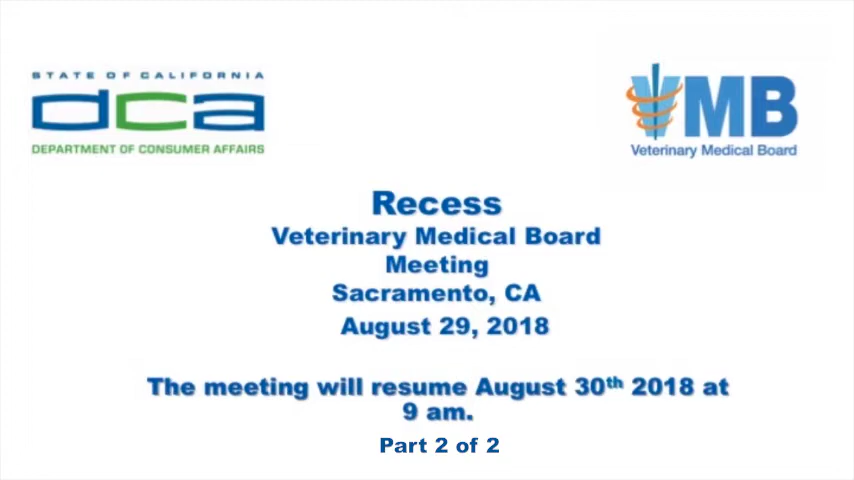 STATE OF CALIFORNIA
dca
DEPARTMENT OF CONSUMER AFFAIRS
VMB
Veterinary Medical Board
Recess
Veterinary Medical Board
Meeting
Sacramento, CA
August 29, 2018
The meeting will resume August 30th 2018 at
9 am.
Part 2 of 2